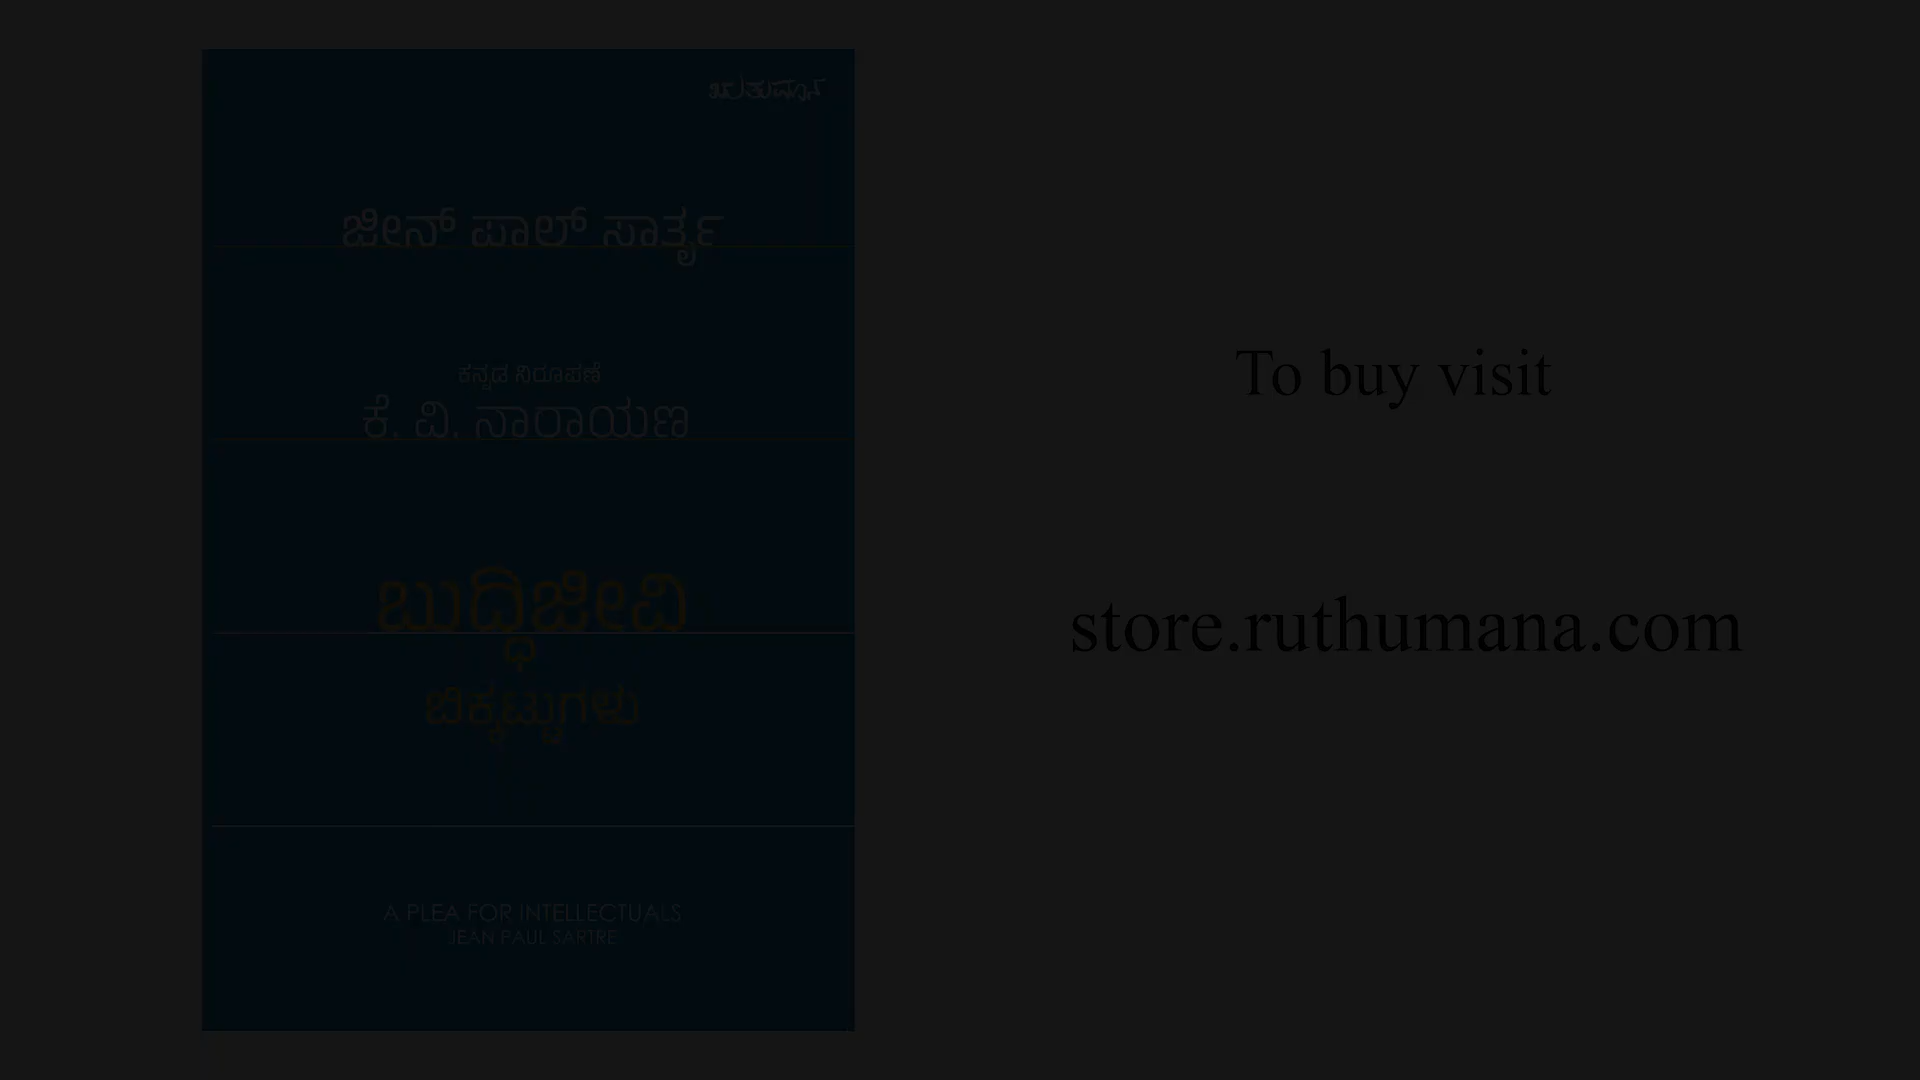 ಋತುಮಾನ
ಜೀನ್ ಪಾಲ್ ಸಾರ್ತೃ
ಕನ್ನಡ ನಿರೂಪಣೆ
ಕೆ. ವಿ. ನಾರಾಯಣ
ಬುದ್ಧಿಜೀವಿ
ಬಿಕ್ಕಟ್ಟುಗಳು
A PLEA FOR INTELLECTUALS
JEAN PAUL SARTRE
To buy visit
store.ruthumana.com